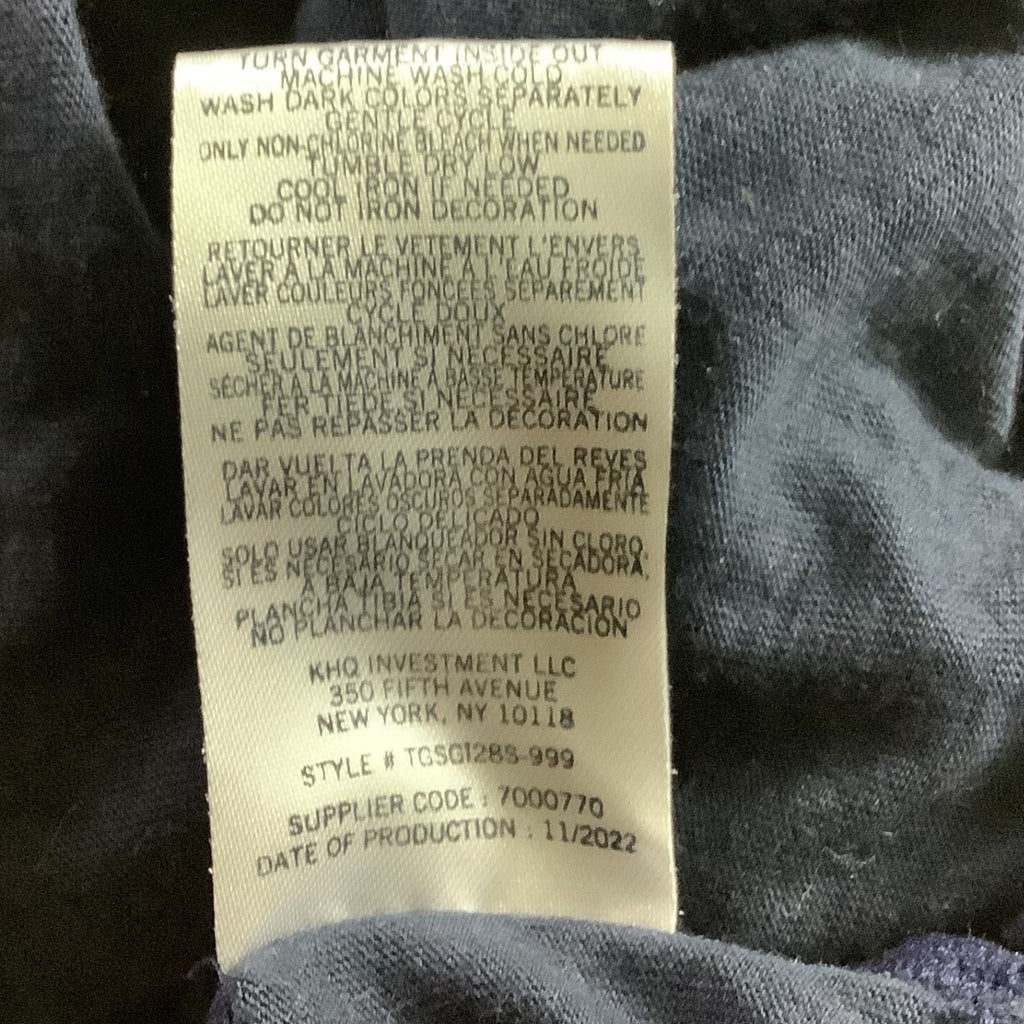 TURN GARMENT INSIDE OUT
MACHINE WASH COLD
WASH DARK COLORS SEPARATELY
GENTLE CYCLE
ONLY NON-CHLORINE BLEACH WHEN NEEDED
TUMBLE DRY LOW
COOL IRON IF NEEDED
DO NOT IRON DECORATION
RETOURNER LE VETEMENT L'ENVERS
LAVER A LA MACHINE A L'EAU FROIDE
LAVER COULEURS FONCEES SEPAREMENT
CYCLE DOUX
AGENT DE BLANCHIMENT SANS CHLORE
SEULEMENT SI NECESSAIRE
SÉCHER A LA MACHINE A BASSE TEMPERATURE
FER TIEDE SI NECESSAIRE
NE PAS REPASSER LA DECORATION
DAR VUELTA LA PRENDA DEL REVES
LAVAR EN LAVADORA CON AGUA FRIA
LAVAR COLORES OSCUROS SEPARADAMENTE
CICLO DELICADO
SOLO USAR BLANQUEADOR SIN CLORO,
SI ES NECESARIO SECAR EN SECADORA,
A BAJA TEMPERATURA
PLANCHA TIBIA SI ES NECESARIO
NO PLANCHAR LA DECORACION
KHQ INVESTMENT LLC
350 FIFTH AVENUE
NEW YORK, NY 10118
STYLE # 
SUPPLIER CODE : 7000770
DATE OF PRODUCTION : 11/2022